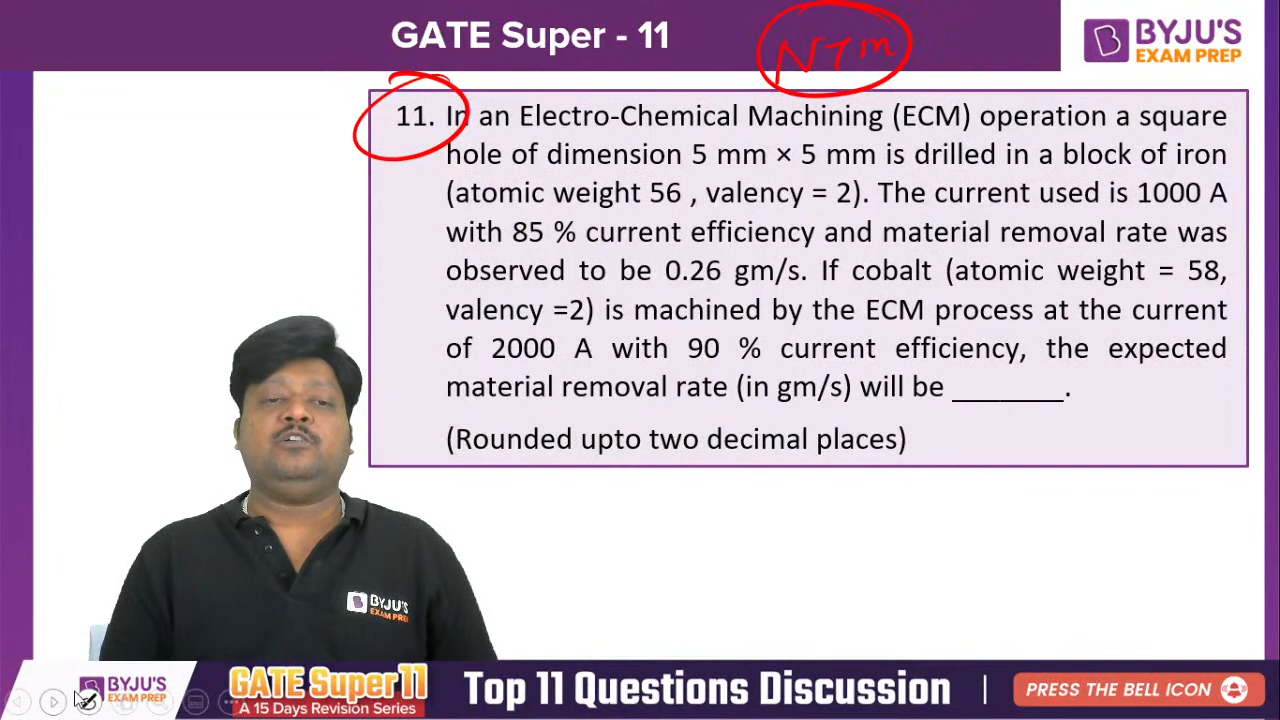 GATE Super - 11
NTM
BYJU'S
EXAM PREP
11. In an Electro-Chemical Machining (ECM) operation a square
hole of dimension 5 mm × 5 mm is drilled in a block of iron
(atomic weight 56 , valency = 2). The current used is 1000 A
with 85 % current efficiency and material removal rate was
observed to be 0.26 gm/s. If cobalt (atomic weight = 58,
valency =2) is machined by the ECM process at the current
of 2000 A with 90 % current efficiency, the expected
material removal rate (in gm/s) will be ________.
(Rounded upto two decimal places)
BYJU'S
EXAM PREP
BYJU'S
EXAM PREP
GATE Super 11
A 15 Days Revision Series
Top 11 Questions Discussion
PRESS THE BELL ICON